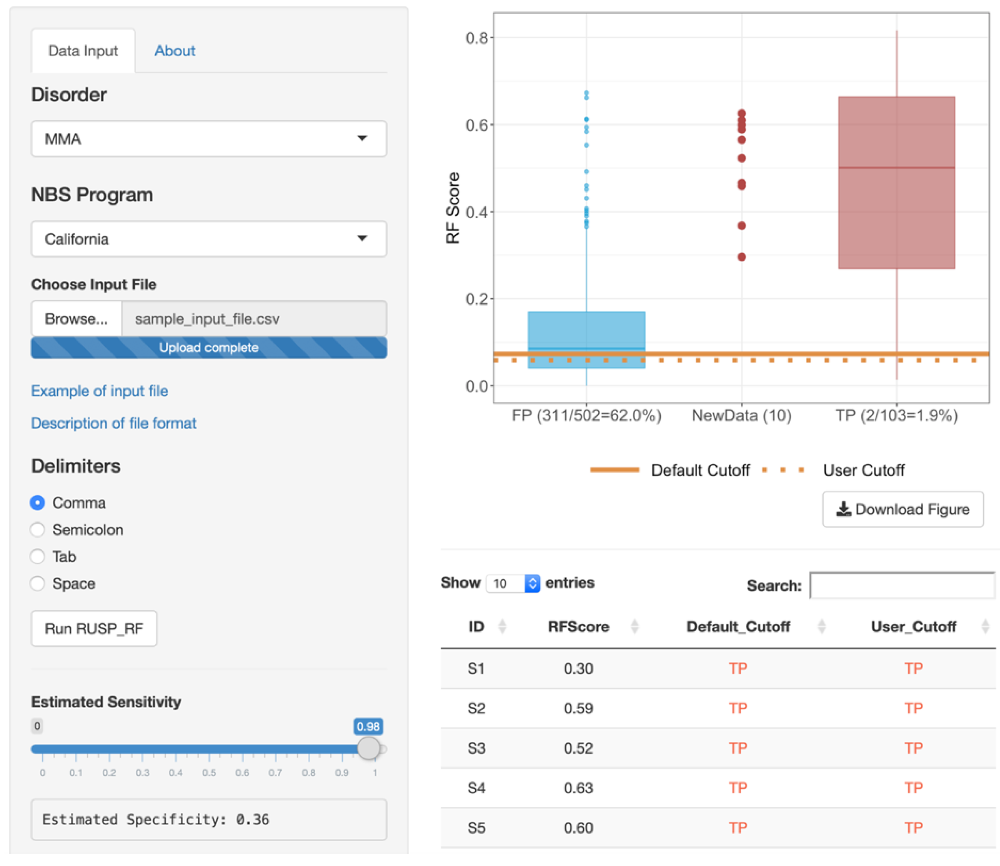 Data Input
About
Disorder
MMA
NBS Program
California
Choose Input File
Browse... sample_input_file.csv
Upload complete
Example of input file
Description of file format
Delimiters
Comma
Semicolon
Tab
Space
Run RUSP_RF
Estimated Sensitivity
0 0.98
0 0.1 0.2 0.3 0.4 0.5 0.6 0.7 0.8 0.9 1
Estimated Specificity: 0.36
RF Score
0.8
0.6
0.4
0.2
0.0
FP (311/502=62.0%) NewData (10) TP (2/103=1.9%)
Default Cutoff User Cutoff
Download Figure
Show 10 entries Search:
ID RFScore Default_Cutoff User_Cutoff
S1 0.30 TP TP
S2 0.59 TP TP
S3 0.52 TP TP
S4 0.63 TP TP
S5 0.60 TP TP